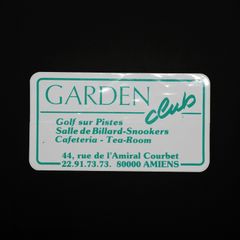 GARDEN club
Golf sur Pistes
Salle de Billard-Snookers
Cafeteria - Tea-Room
44, rue de l'Amiral Courbet
22.91.73.73. 80000 AMIENS